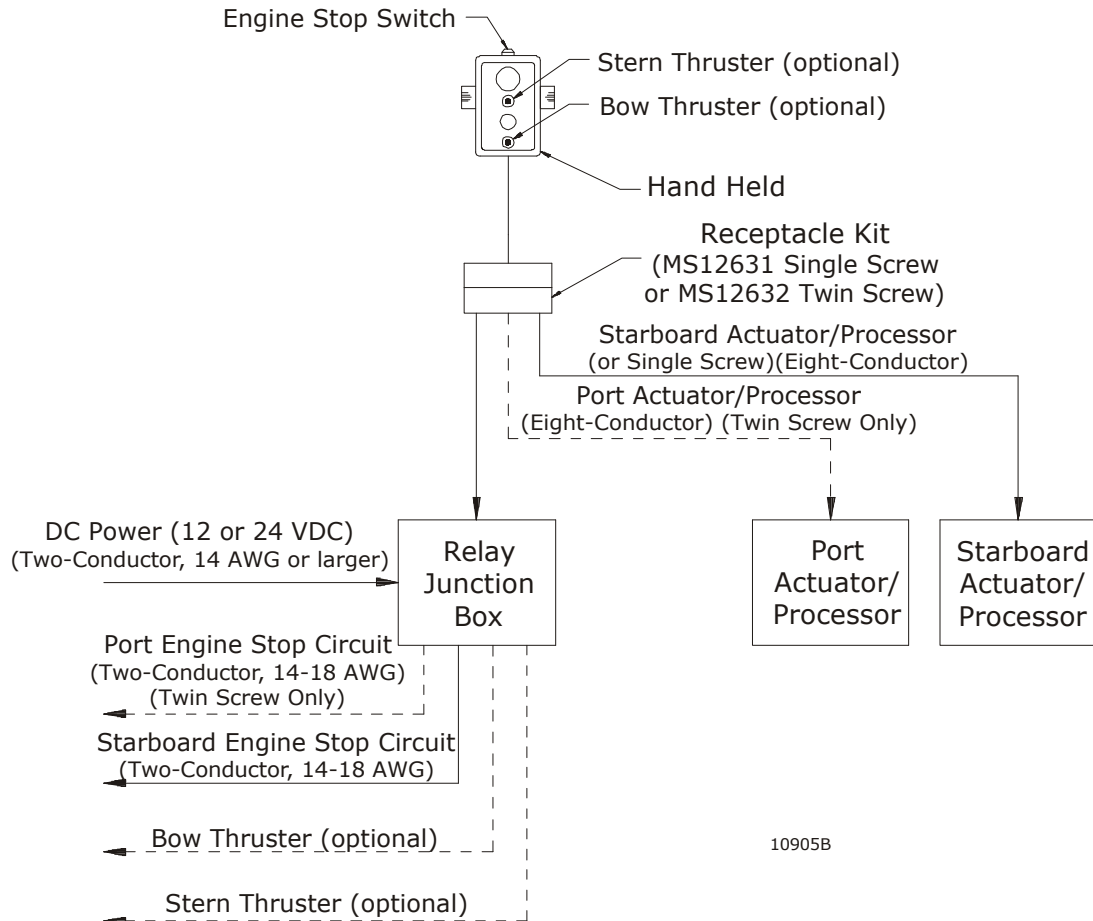 Engine Stop Switch
Stern Thruster (optional)
Bow Thruster (optional)
Hand Held
Receptacle Kit
(MS12631 Single Screw
or MS12632 Twin Screw)
Starboard Actuator/Processor
(or Single Screw)(Eight-Conductor)
Port Actuator/Processor
(Eight-Conductor) (Twin Screw Only)
DC Power (12 or 24 VDC)
(Two-Conductor, 14 AWG or larger)
Relay
Junction
Box
Port
Actuator/
Processor
Starboard
Actuator/
Processor
Port Engine Stop Circuit
(Two-Conductor, 14-18 AWG)
(Twin Screw Only)
Starboard Engine Stop Circuit
(Two-Conductor, 14-18 AWG)
Bow Thruster (optional)
10905B
Stern Thruster (optional)